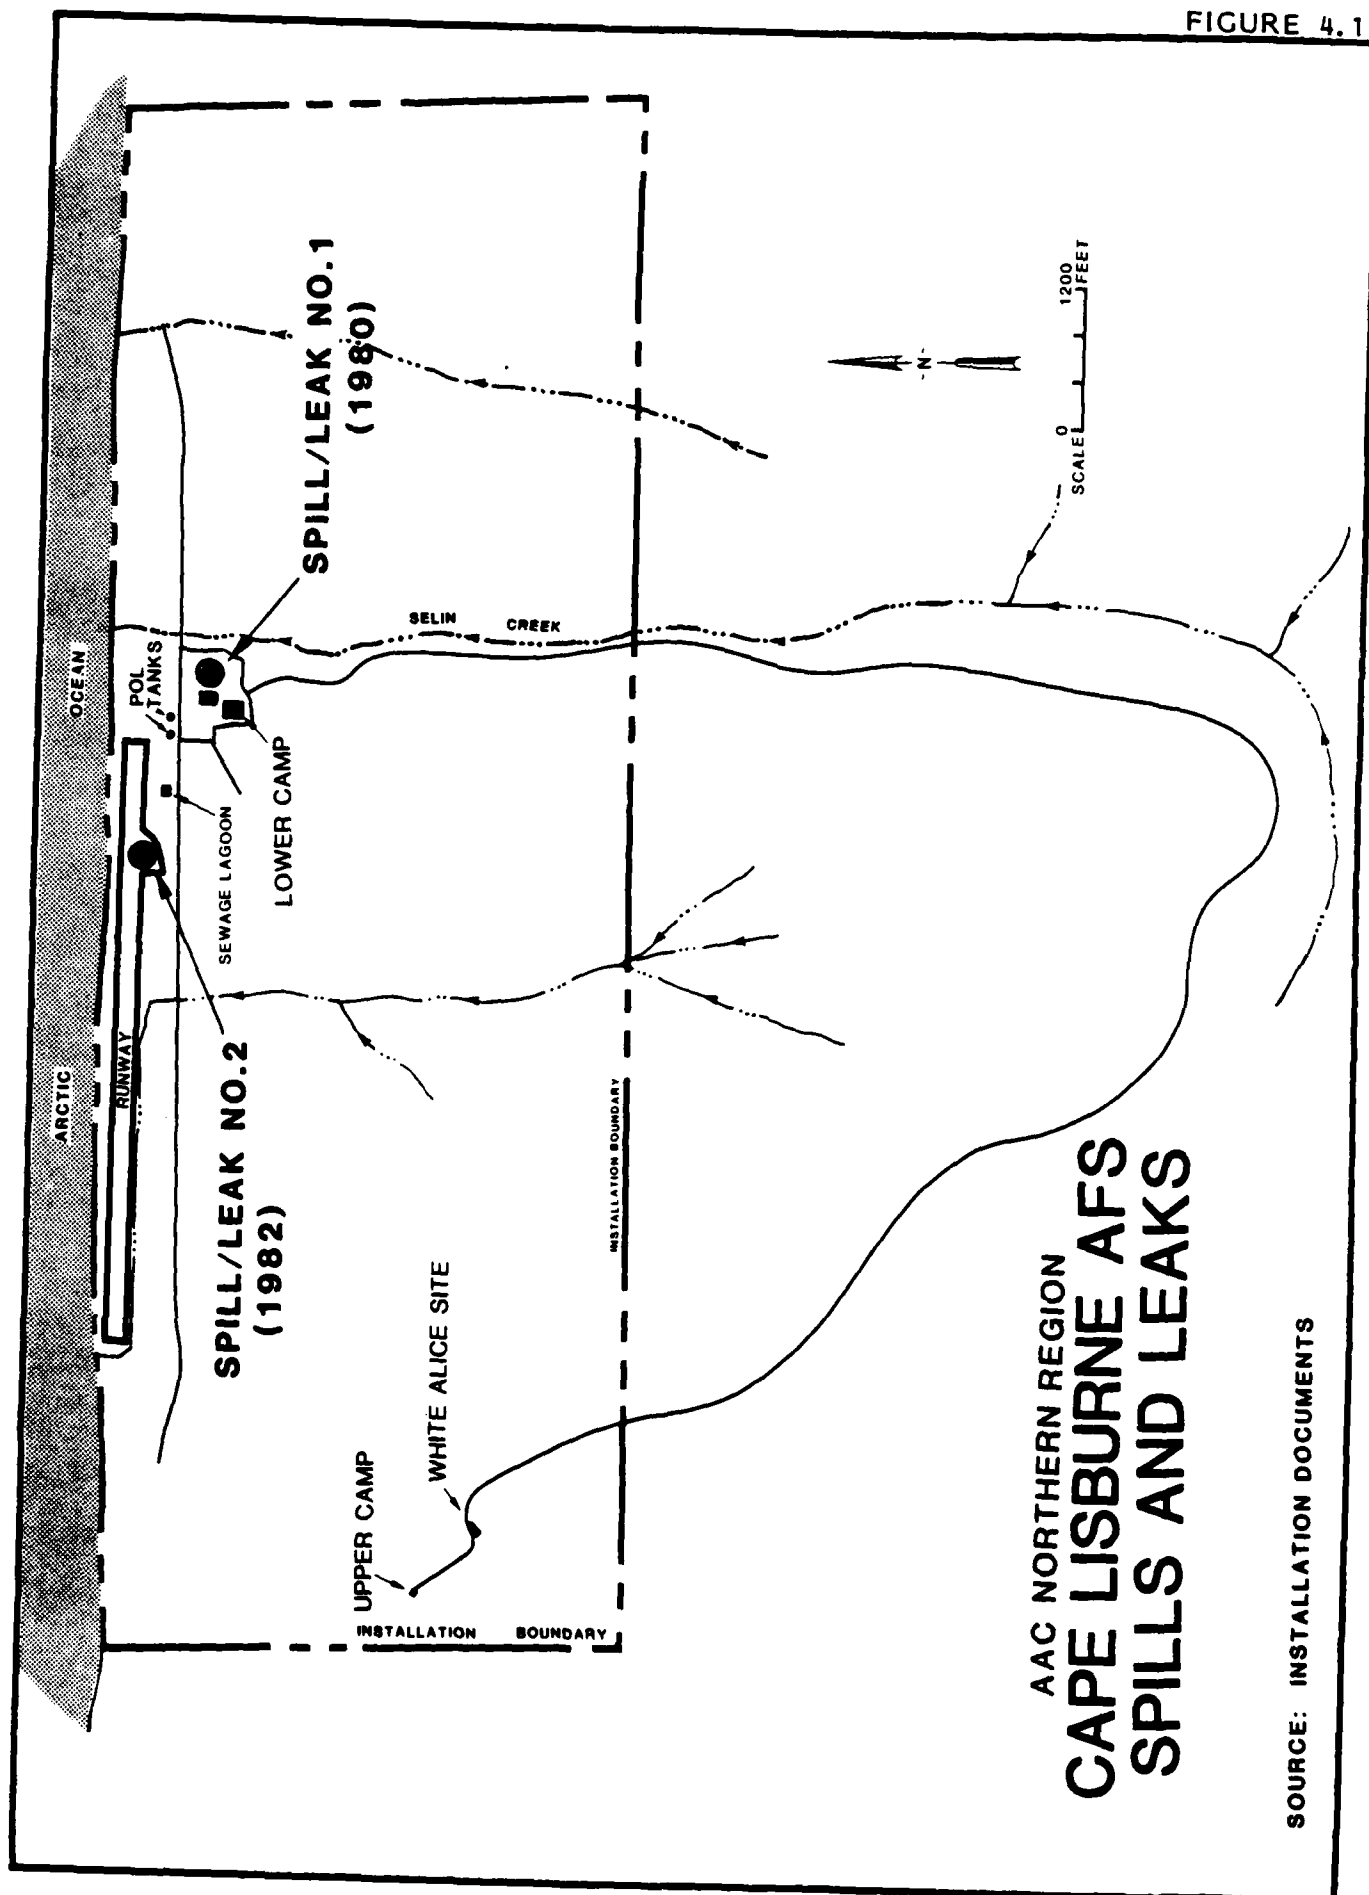 FIGURE 4.1
ARCTIC
OCEAN
RUNWAY
POL
TANKS
SEWAGE LAGOON
LOWER CAMP
SPILL/LEAK NO.1
(1980)
SPILL/LEAK NO.2
(1982)
SELIN CREEK
UPPER CAMP
WHITE ALICE SITE
INSTALLATION BOUNDARY
INSTALLATION BOUNDARY
-N-
SCALE 0 1200 FEET
AAC NORTHERN REGION
CAPE LISBURNE AFS
SPILLS AND LEAKS
SOURCE: INSTALLATION DOCUMENTS